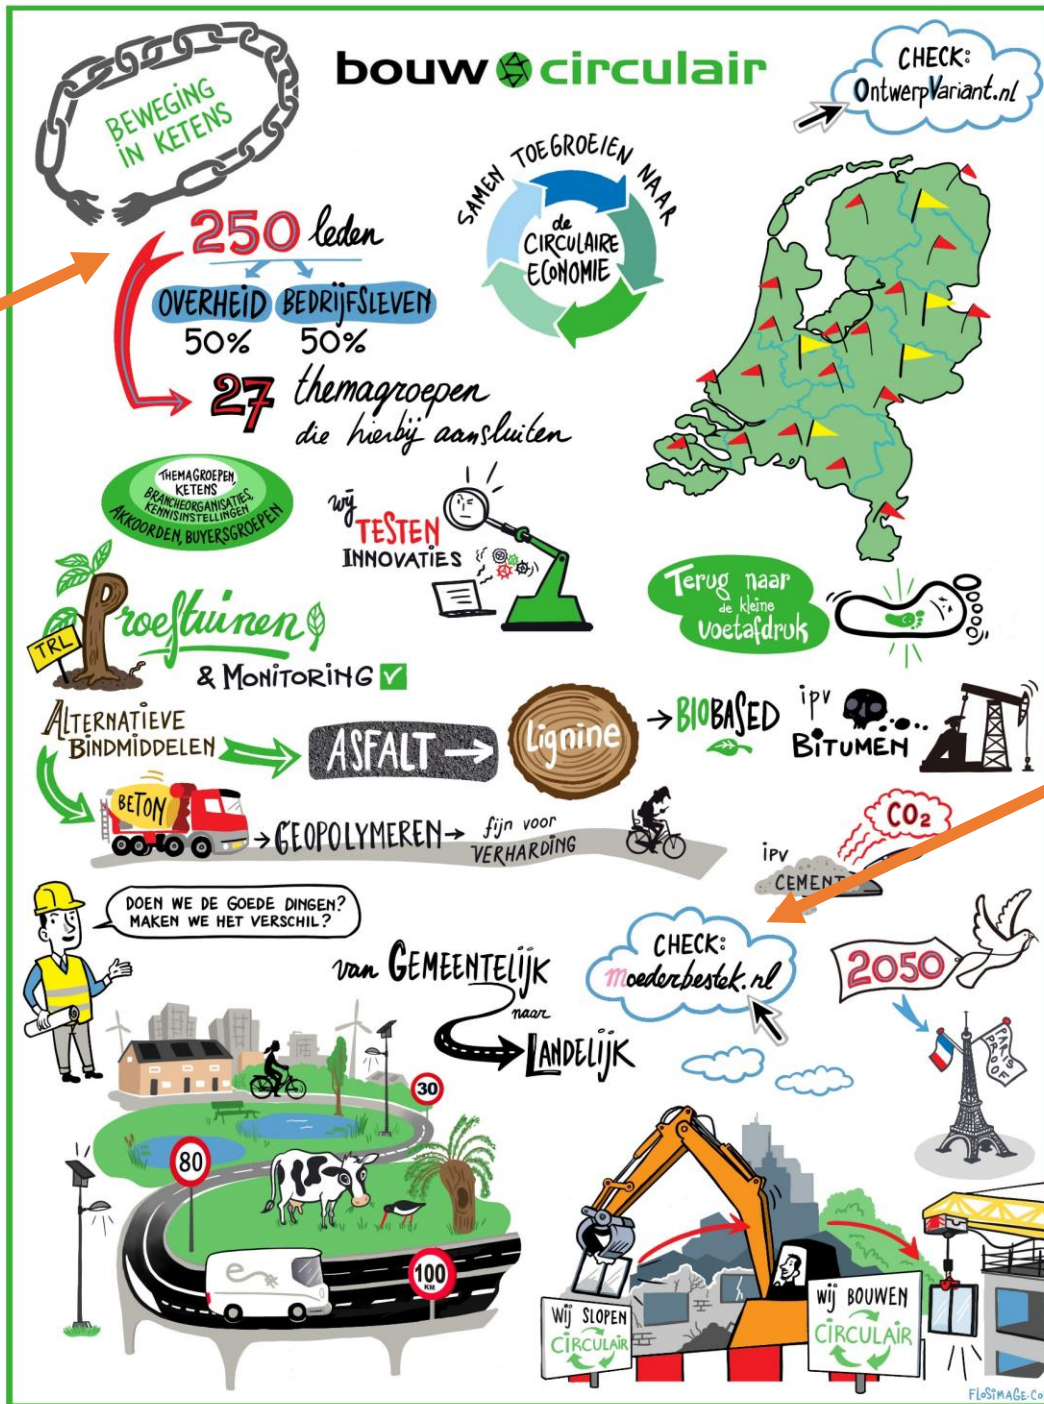 BEWEGING
IN KETENS
bouw circulair
CHECK:
OntwerpVariant.nl
SAMEN TOEGROEIEN NAAR
de
CIRCULAIRE
ECONOMIE
250 leden
OVERHEID BEDRIJFSLEVEN
50% 50%
27 themagroepen
die hierbij aansluiten
THEMAGROEPEN,
KETENS
BRANCHEORGANISATIES,
KENNISINSTELLINGEN
AKKOORDEN, BUYERSGROEPEN
wij
TESTEN
INNOVATIES
Terug naar
de kleine
voetafdruk
TRL
Proeftuinen
& MONITORING
ALTERNATIEVE
BINDMIDDELEN
ASFALT
Lignine
BIOBASED
ipv
BITUMEN
BETON
GEOPOLYMEREN
fijn voor
VERHARDING
ipv
CEMENT
CO2
DOEN WE DE GOEDE DINGEN?
MAKEN WE HET VERSCHIL?
van GEMEENTELIJK
naar
LANDELIJK
CHECK:
moederbestek.nl
2050
PARIS
PROOF
30
80
100
KM
WIJ SLOPEN
CIRCULAIR
WIJ BOUWEN
CIRCULAIR
FLOSIMAGE.CO